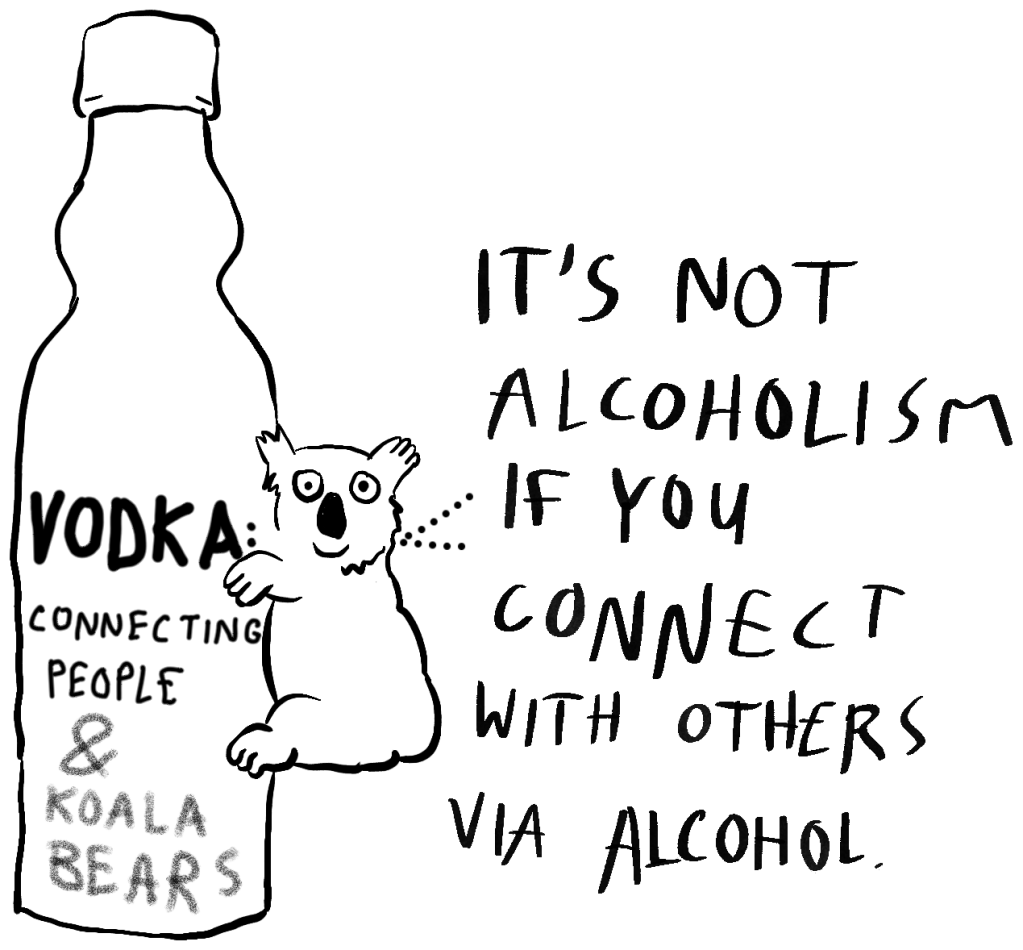 VODKA:
CONNECTING
PEOPLE
&
KOALA
BEARS
IT'S NOT
ALCOHOLISM
IF YOU
CONNECT
WITH OTHERS
VIA ALCOHOL.